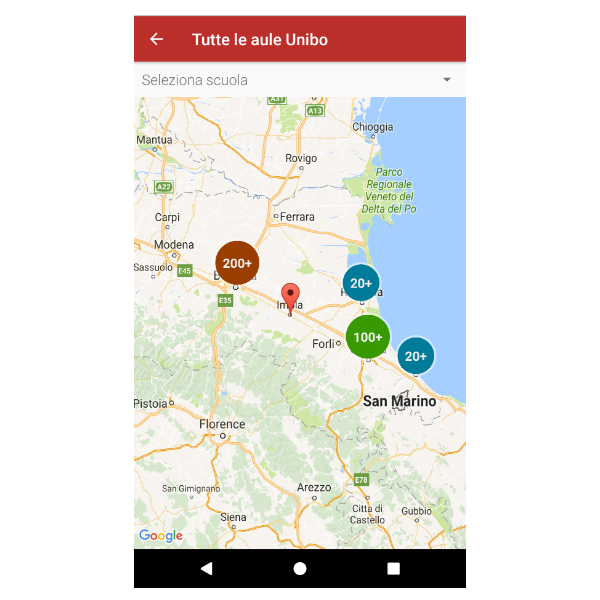 Tutte le aule Unibo
Seleziona scuola
A31
A13
Chioggia
Mantua
Rovigo
Parco
Regionale
Veneto del
Delta del Po
A22
Carpi
Ferrara
Modena
Sassuolo
E45
200+
20+
E35
Imola
100+
Forlì
20+
San Marino
Pistoia
Florence
E78
Arezzo
San Gimignano
Città di
Castello
Gubbio
Siena
Google